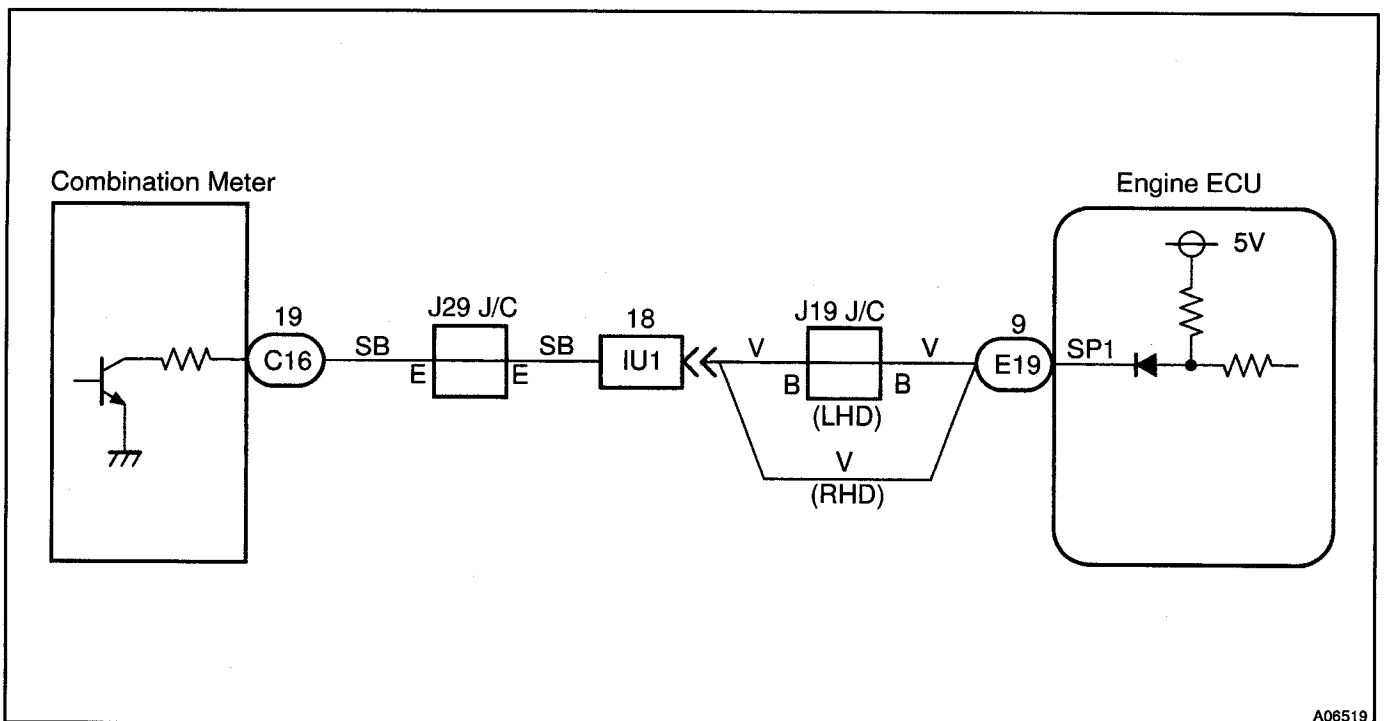 Combination Meter
Engine ECU
5V
19
J29 J/C
18
J19 J/C
9
C16
SB
E
E
SB
IU1
V
B
B
V
E19
SP1
(LHD)
V
(RHD)
A06519